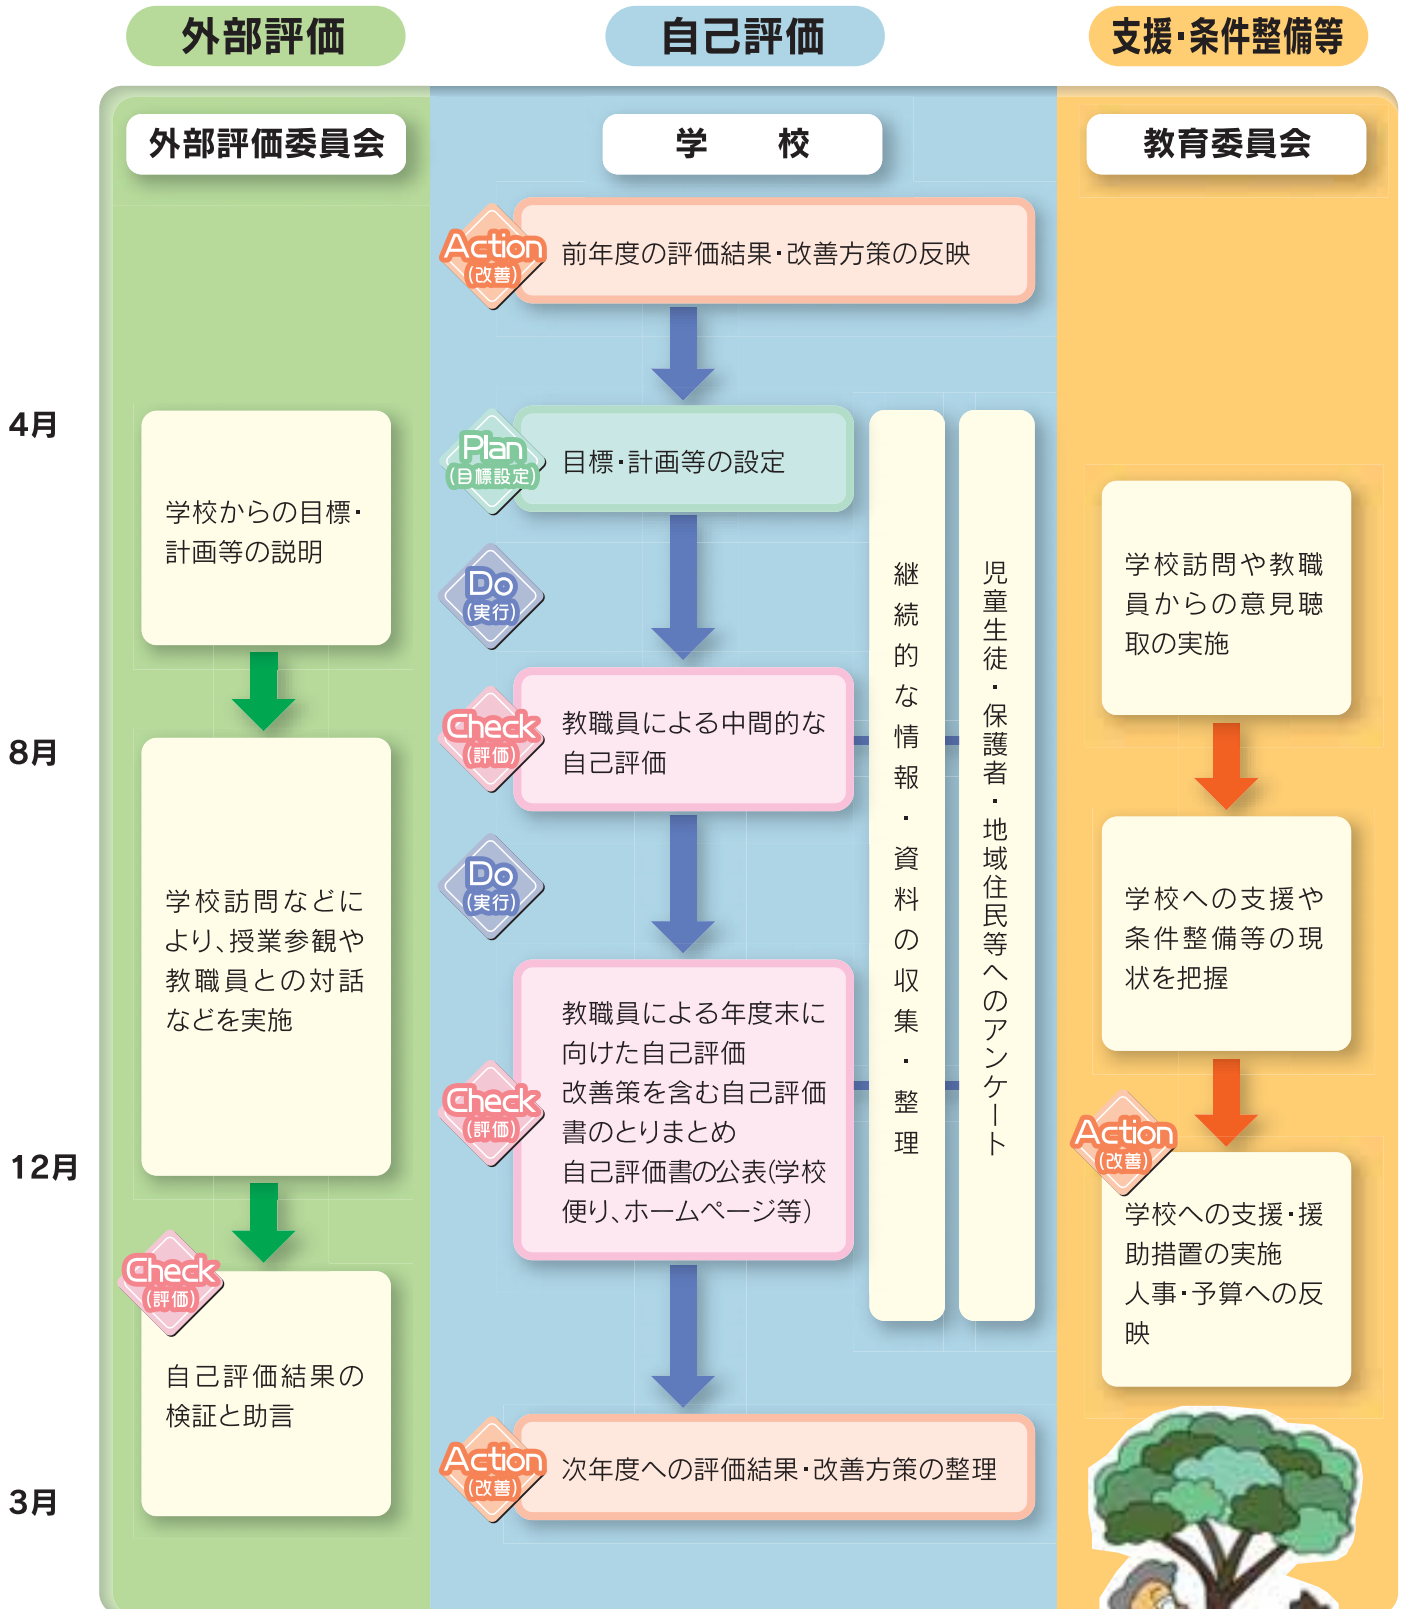 外部評価
自己評価
支援・条件整備等
外部評価委員会
学　校
教育委員会
Action
(改善)
前年度の評価結果・改善方策の反映
4月
Plan
(目標設定)
目標・計画等の設定
学校からの目標・
計画等の説明
Do
(実行)
学校訪問や教職
員からの意見聴
取の実施
継続的な情報・資料の収集・整理
児童生徒・保護者・地域住民等へのアンケート
8月
Check
(評価)
教職員による中間的な
自己評価
Do
(実行)
学校訪問などに
より、授業参観や
教職員との対話
などを実施
学校への支援や
条件整備等の現
状を把握
Check
(評価)
教職員による年度末に
向けた自己評価
改善策を含む自己評価
書のとりまとめ
自己評価書の公表(学校
便り、ホームページ等)
12月
Action
(改善)
学校への支援・援
助措置の実施
人事・予算への反
映
Check
(評価)
自己評価結果の
検証と助言
Action
(改善)
次年度への評価結果・改善方策の整理
3月